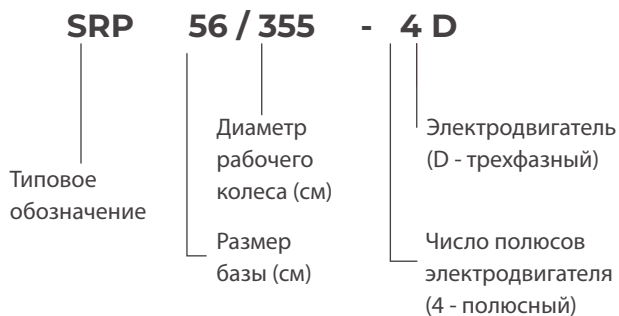 SRP 56 / 355 - 4 D
Диаметр
рабочего
колеса (см)
Электродвигатель
(D - трехфазный)
Типовое
обозначение
Размер
базы (см)
Число полюсов
электродвигателя
(4 - полюсный)